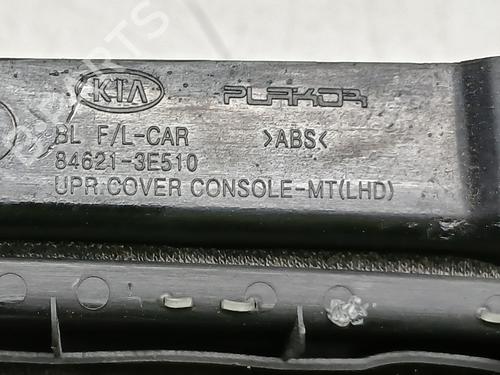 KIA PLAKOR
BL F/L-CAR >ABS<
84621-3E510
UPR COVER CONSOLE-MT(LHD)